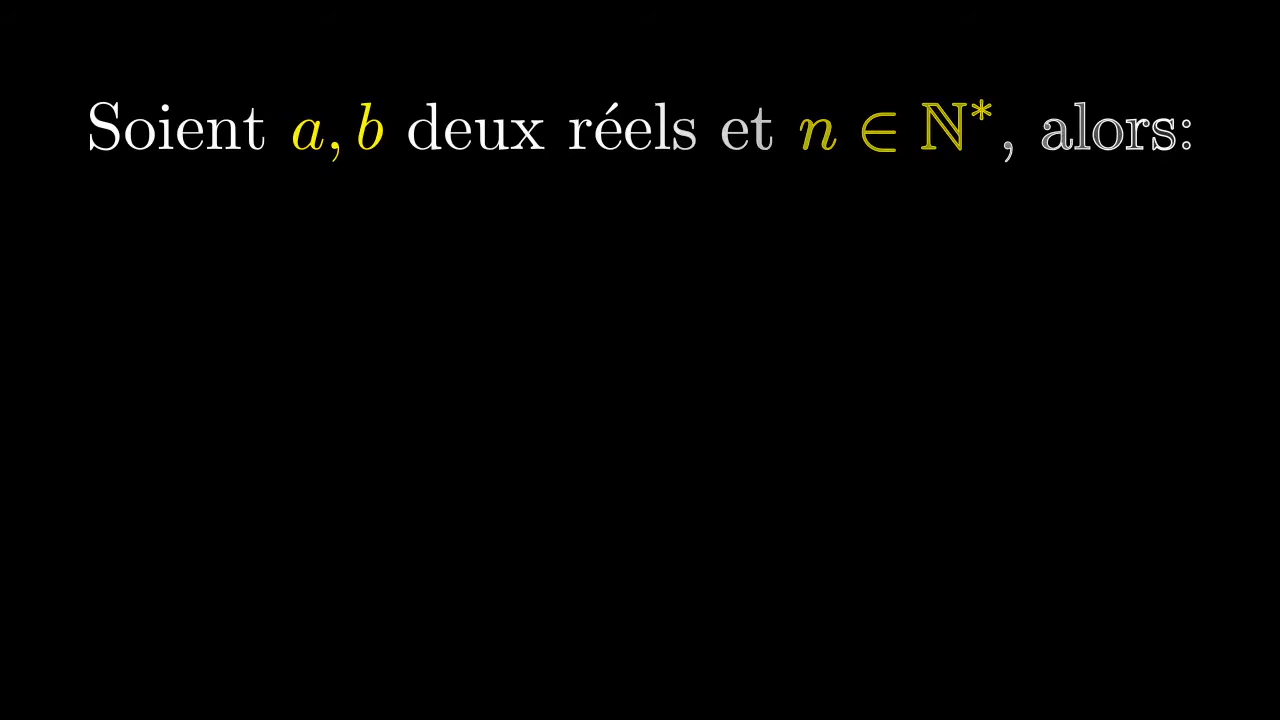 Soient a, b deux réels et n ∈ ℕ*, alors: